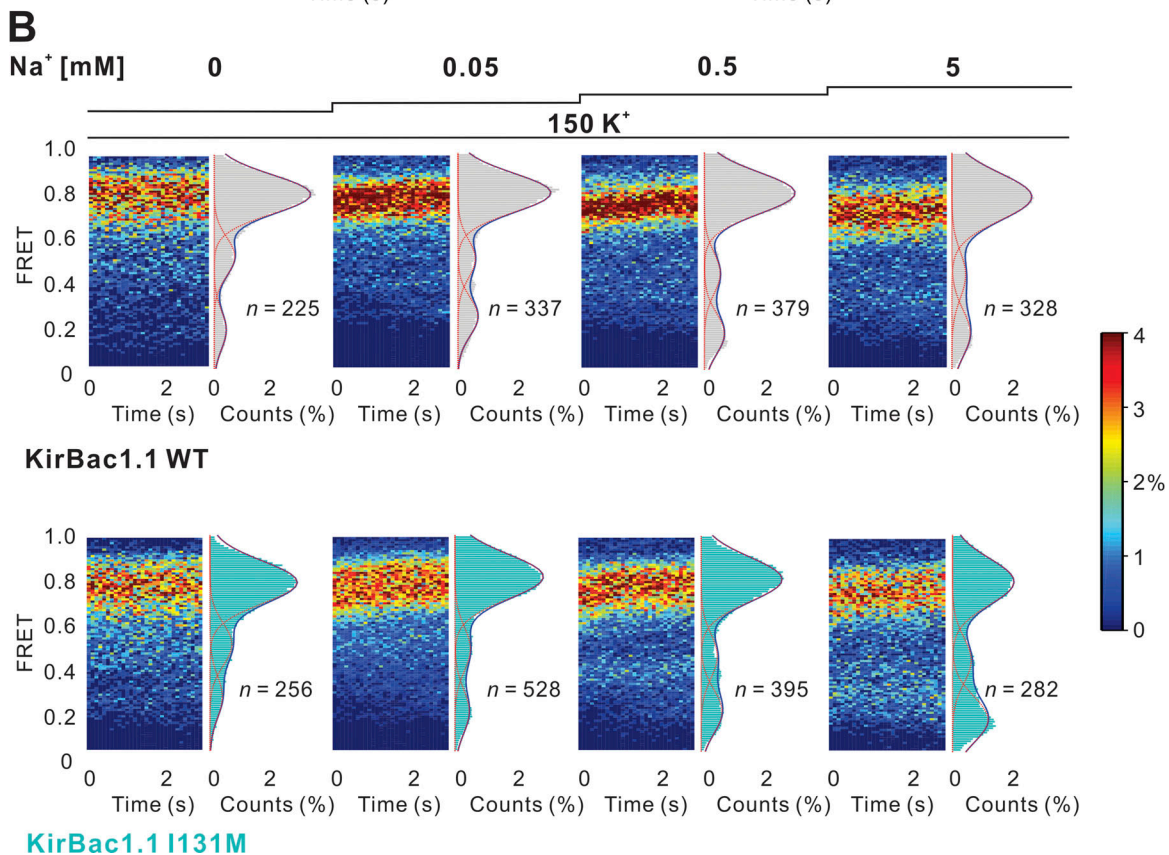 Time (s) Time (s)
B
Na⁺ [mM] 0 0.05 0.5 5
150 K⁺
1.0
0.8
0.6
0.4
0.2
0
FRET
n = 225 n = 337 n = 379 n = 328
0 2 0 2 0 2 0 2 0 2 0 2 0 2 0 2
Time (s) Counts (%) Time (s) Counts (%) Time (s) Counts (%) Time (s) Counts (%)
KirBac1.1 WT
4
3
2%
1
0
1.0
0.8
0.6
0.4
0.2
0
FRET
n = 256 n = 528 n = 395 n = 282
0 2 0 2 0 2 0 2 0 2 0 2 0 2 0 2
Time (s) Counts (%) Time (s) Counts (%) Time (s) Counts (%) Time (s) Counts (%)
KirBac1.1 I131M